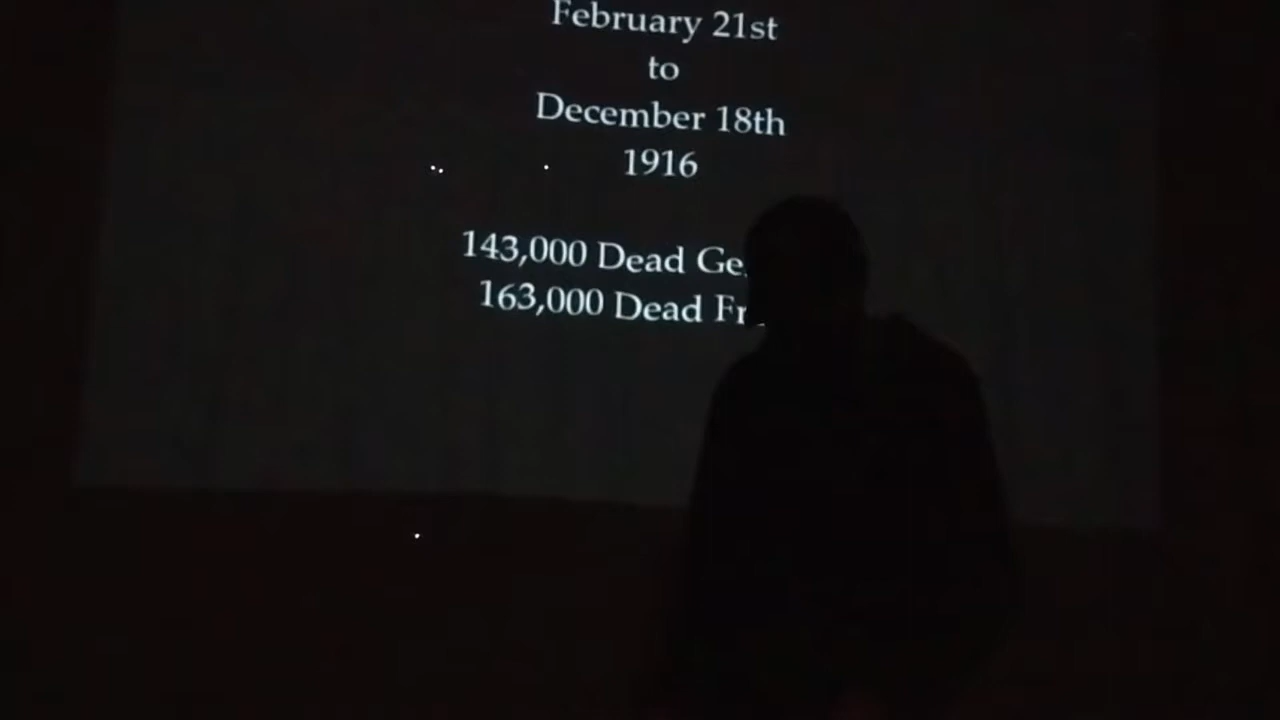 February 21st
to
December 18th
1916
143,000 Dead
163,000 Dead